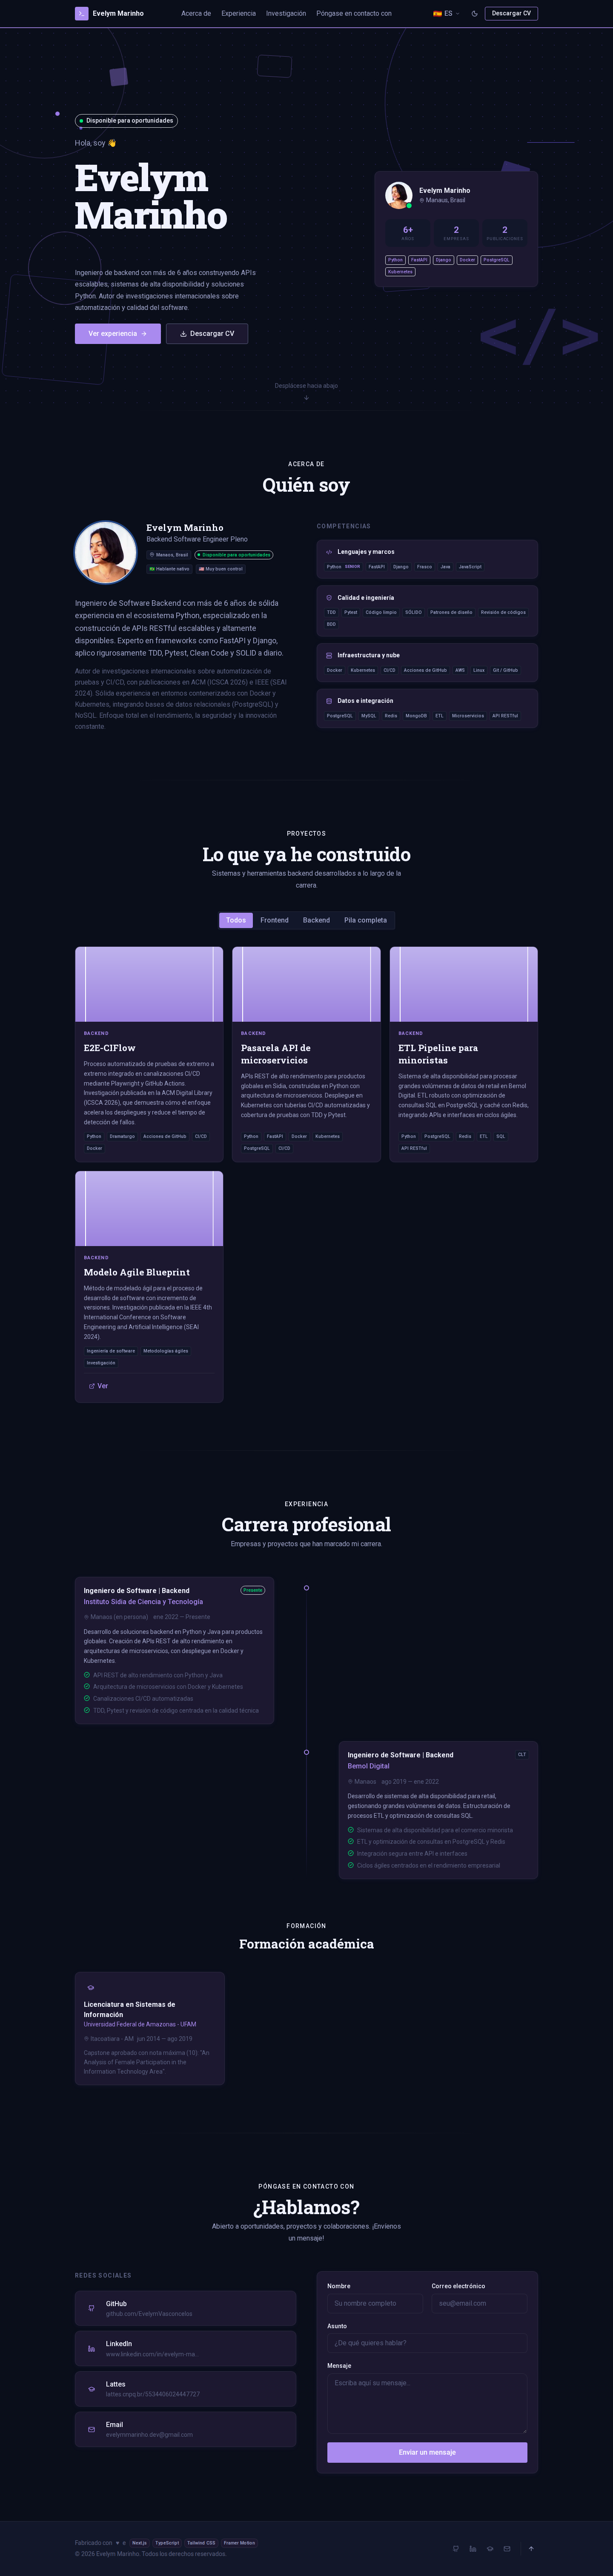 Evelym Marinho
Acerca de
Experiencia
Investigación
Póngase en contacto con
ES
Descargar CV
Disponible para oportunidades
Hola, soy
Evelym
Marinho
Ingeniero de backend con más de 6 años construyendo APIs
escalables, sistemas de alta disponibilidad y soluciones
Python. Autor de investigaciones internacionales sobre
automatización y calidad del software.
Ver experiencia →
Descargar CV
Evelym Marinho
Manaus, Brasil
6+
AÑOS
2
EMPRESAS
2
PUBLICACIONES
Python FastAPI Django Docker PostgreSQL
Kubernetes
</>
Desplácese hacia abajo
ACERCA DE
Quién soy
Evelym Marinho
Backend Software Engineer Pleno
Manaos, Brasil
Disponible para oportunidades
Hablante nativo
Muy buen control
Ingeniero de Software Backend con más de 6 años de sólida
experiencia en el ecosistema Python, especializado en la
construcción de APIs RESTful escalables y altamente
disponibles. Experto en frameworks como FastAPI y Django,
aplico rigurosamente TDD, Pytest, Clean Code y SOLID a diario.
Autor de investigaciones internacionales sobre automatización de
pruebas y CI/CD, con publicaciones en ACM (ICSCA 2026) e IEEE (SEAI
2024). Sólida experiencia en entornos contenerizados con Docker y
Kubernetes, integrando bases de datos relacionales (PostgreSQL) y
NoSQL. Enfoque total en el rendimiento, la seguridad y la innovación
constante.
COMPETENCIAS
Lenguajes y marcos
Python SENIOR FastAPI Django Frasco Java JavaScript
Calidad e ingeniería
TDD Pytest Código limpio SÓLIDO Patrones de diseño Revisión de códigos
BDD
Infraestructura y nube
Docker Kubernetes CI/CD Acciones de GitHub AWS Linux Git / GitHub
Datos e integración
PostgreSQL MySQL Redis MongoDB ETL Microservicios API RESTful
PROYECTOS
Lo que ya he construido
Sistemas y herramientas backend desarrollados a lo largo de la
carrera.
Todos
Frontend
Backend
Pila completa
BACKEND
E2E-CIFlow
Proceso automatizado de pruebas de extremo a
extremo integrado en canalizaciones CI/CD
mediante Playwright y GitHub Actions.
Investigación publicada en la ACM Digital Library
(ICSCA 2026), que demuestra cómo el enfoque
acelera los despliegues y reduce el tiempo de
detección de fallos.
Python Dramaturgo Acciones de GitHub CI/CD
Docker
BACKEND
Pasarela API de
microservicios
APIs REST de alto rendimiento para productos
globales en Sidia, construidas en Python con
arquitectura de microservicios. Despliegue en
Kubernetes con tuberías CI/CD automatizadas y
cobertura de pruebas con TDD y Pytest.
Python FastAPI Docker Kubernetes
PostgreSQL CI/CD
BACKEND
ETL Pipeline para
minoristas
Sistema de alta disponibilidad para procesar
grandes volúmenes de datos de retail en Bemol
Digital. ETL robusto con optimización de
consultas SQL en PostgreSQL y caché con Redis,
integrando APIs e interfaces en ciclos ágiles.
Python PostgreSQL Redis ETL SQL
API RESTful
BACKEND
Modelo Agile Blueprint
Método de modelado ágil para el proceso de
desarrollo de software con incremento de
versiones. Investigación publicada en la IEEE 4th
International Conference on Software
Engineering and Artificial Intelligence (SEAI
2024).
Ingeniería de software Metodologías ágiles
Investigación
Ver
EXPERIENCIA
Carrera profesional
Empresas y proyectos que han marcado mi carrera.
Ingeniero de Software | Backend
Presente
Instituto Sidia de Ciencia y Tecnología
Manaos (en persona) ene 2022 — Presente
Desarrollo de soluciones backend en Python y Java para productos
globales. Creación de APIs REST de alto rendimiento en
arquitecturas de microservicios, con despliegue en Docker y
Kubernetes.
API REST de alto rendimiento con Python y Java
Arquitectura de microservicios con Docker y Kubernetes
Canalizaciones CI/CD automatizadas
TDD, Pytest y revisión de código centrada en la calidad técnica
Ingeniero de Software | Backend
CLT
Bemol Digital
Manaos ago 2019 — ene 2022
Desarrollo de sistemas de alta disponibilidad para retail,
gestionando grandes volúmenes de datos. Estructuración de
procesos ETL y optimización de consultas SQL.
Sistemas de alta disponibilidad para el comercio minorista
ETL y optimización de consultas en PostgreSQL y Redis
Integración segura entre API e interfaces
Ciclos ágiles centrados en el rendimiento empresarial
FORMACIÓN
Formación académica
Licenciatura en Sistemas de
Información
Universidad Federal de Amazonas - UFAM
Itacoatiara - AM jun 2014 — ago 2019
Capstone aprobado con nota máxima (10): "An
Analysis of Female Participation in the
Information Technology Area".
PÓNGASE EN CONTACTO CON
¿Hablamos?
Abierto a oportunidades, proyectos y colaboraciones. ¡Envíenos
un mensaje!
REDES SOCIALES
GitHub
github.com/EvelymVasconcelos
LinkedIn
www.linkedin.com/in/evelym-ma...
Lattes
lattes.cnpq.br/5534406024447727
Email
evelymmarinho.dev@gmail.com
Nombre
Su nombre completo
Correo electrónico
seu@email.com
Asunto
¿De qué quieres hablar?
Mensaje
Escriba aquí su mensaje...
Enviar un mensaje
Fabricado con ♥ e Next.js TypeScript Tailwind CSS Framer Motion
© 2026 Evelym Marinho. Todos los derechos reservados.